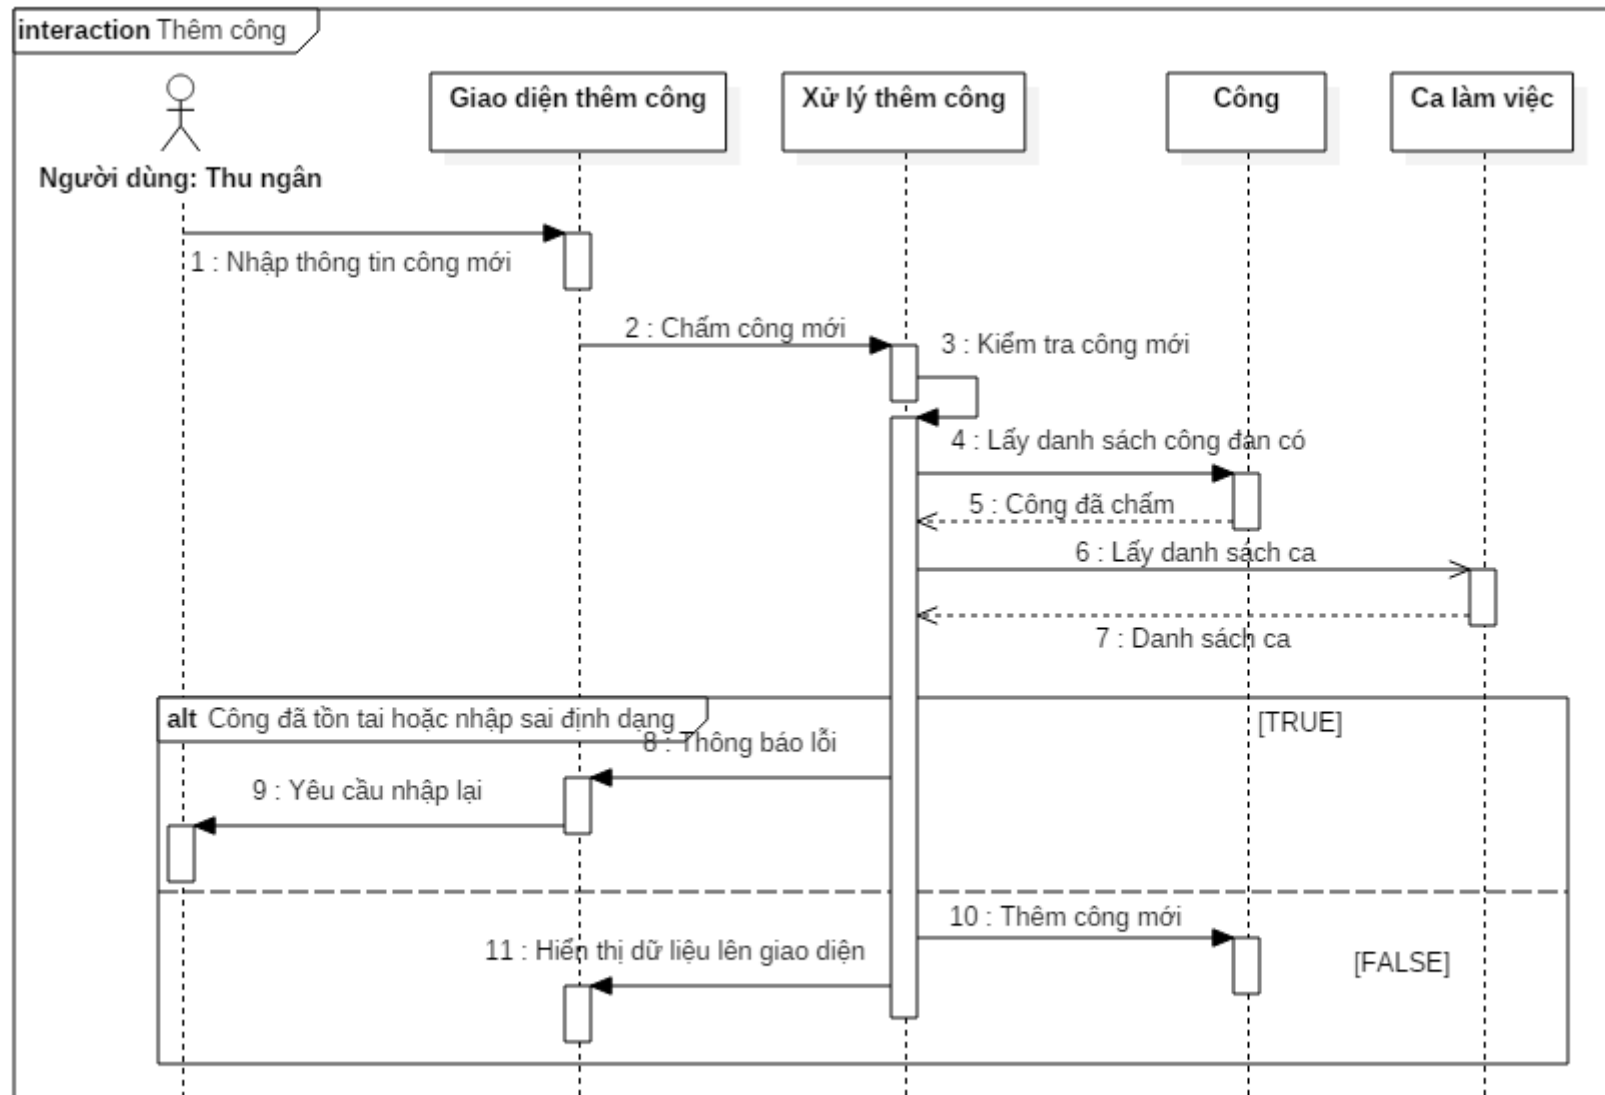 interaction Thêm công
Giao diện thêm công
Xử lý thêm công
Công
Ca làm việc
Người dùng: Thu ngân
1 : Nhập thông tin công mới
2 : Chấm công mới
3 : Kiểm tra công mới
4 : Lấy danh sách công đan có
5 : Công đã chấm
6 : Lấy danh sách ca
7 : Danh sách ca
alt Công đã tồn tai hoặc nhập sai định dạng
[TRUE]
8 : Thông báo lỗi
9 : Yêu cầu nhập lại
10 : Thêm công mới
11 : Hiển thị dữ liệu lên giao diện
[FALSE]